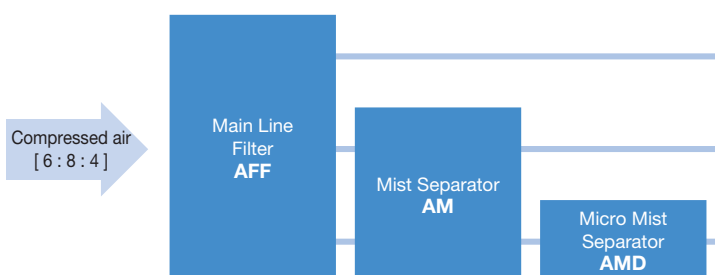 Compressed air
[ 6 : 8 : 4 ]
Main Line
Filter
AFF
Mist Separator
AM
Micro Mist
Separator
AMD